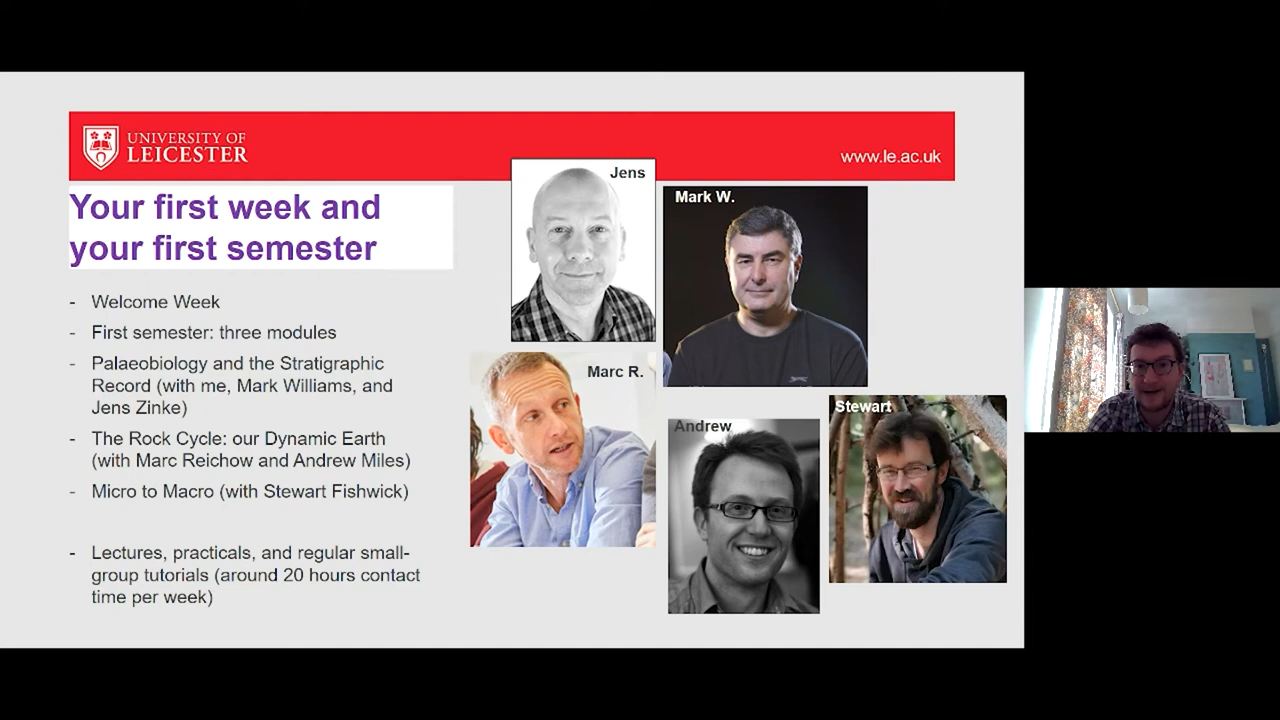 UNIVERSITY OF
LEICESTER
www.le.ac.uk
Your first week and
your first semester
- Welcome Week
- First semester: three modules
- Palaeobiology and the Stratigraphic
Record (with me, Mark Williams, and
Jens Zinke)
- The Rock Cycle: our Dynamic Earth
(with Marc Reichow and Andrew Miles)
- Micro to Macro (with Stewart Fishwick)
- Lectures, practicals, and regular small-
group tutorials (around 20 hours contact
time per week)
Jens
Mark W.
Marc R.
Andrew
Stewart